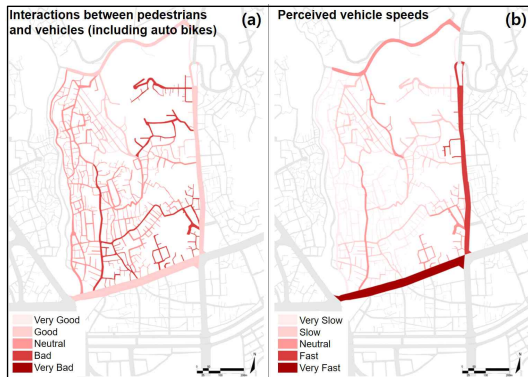 Interactions between pedestrians
and vehicles (including auto bikes)
(a)
Very Good
Good
Neutral
Bad
Very Bad
Perceived vehicle speeds
(b)
Very Slow
Slow
Neutral
Fast
Very Fast